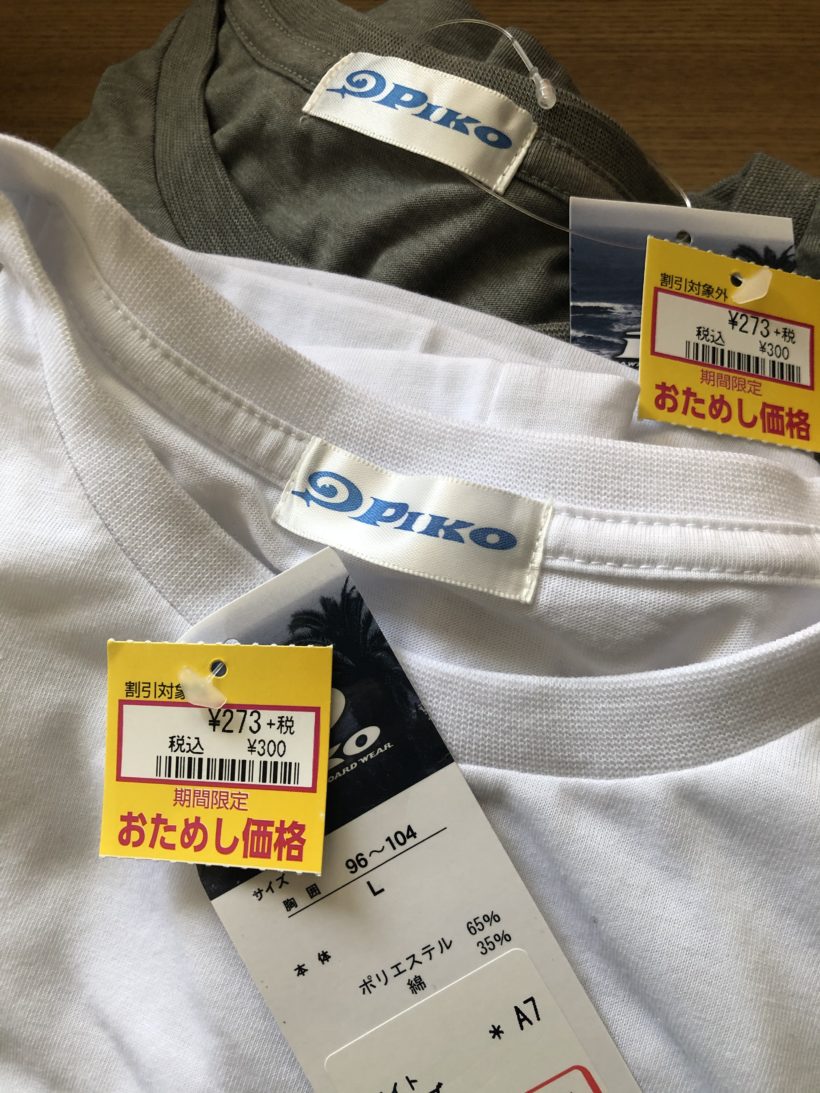 PIKO
割引対象外
¥273+税
税込 ¥300
期間限定
おためし価格
PIKO
割引対象
¥273+税
税込 ¥300
期間限定
おためし価格
WEAR
サイズ
胸囲 96～104
L
本体
ポリエステル 65%
綿 35%
* A7
イト